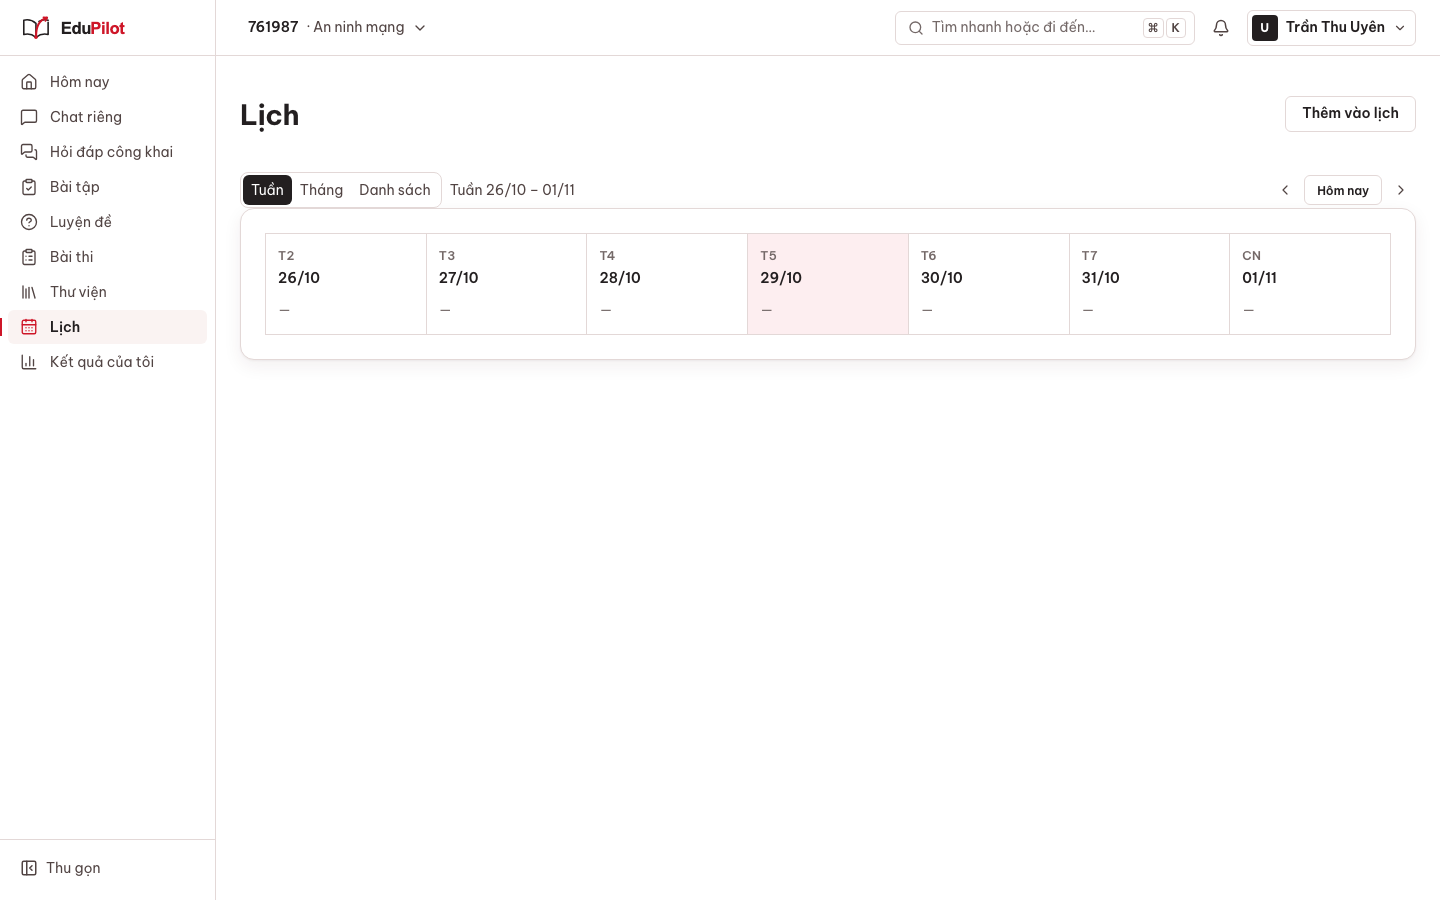 EduPilot
761987 · An ninh mạng
Tìm nhanh hoặc đi đến...
⌘ K
U Trần Thu Uyên
Hôm nay
Chat riêng
Hỏi đáp công khai
Bài tập
Luyện đề
Bài thi
Thư viện
Lịch
Kết quả của tôi
Thu gọn
Lịch
Thêm vào lịch
Tuần Tháng Danh sách Tuần 26/10 – 01/11
Hôm nay
T2 T3 T4 T5 T6 T7 CN
26/10 27/10 28/10 29/10 30/10 31/10 01/11
— — — — — — —